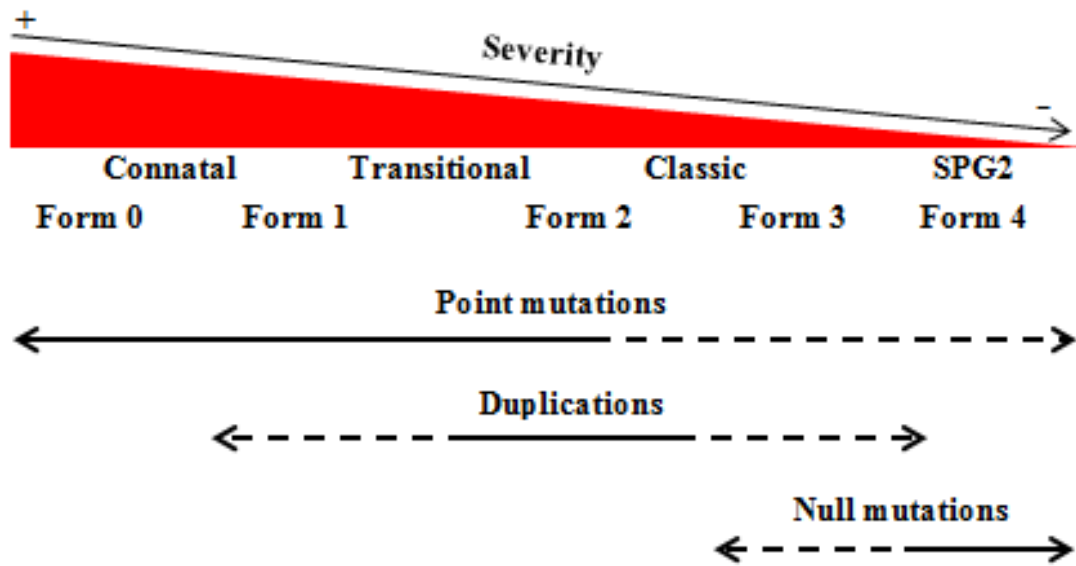 +
Severity
-
Connatal Transitional Classic SPG2
Form 0 Form 1 Form 2 Form 3 Form 4
Point mutations
Duplications
Null mutations